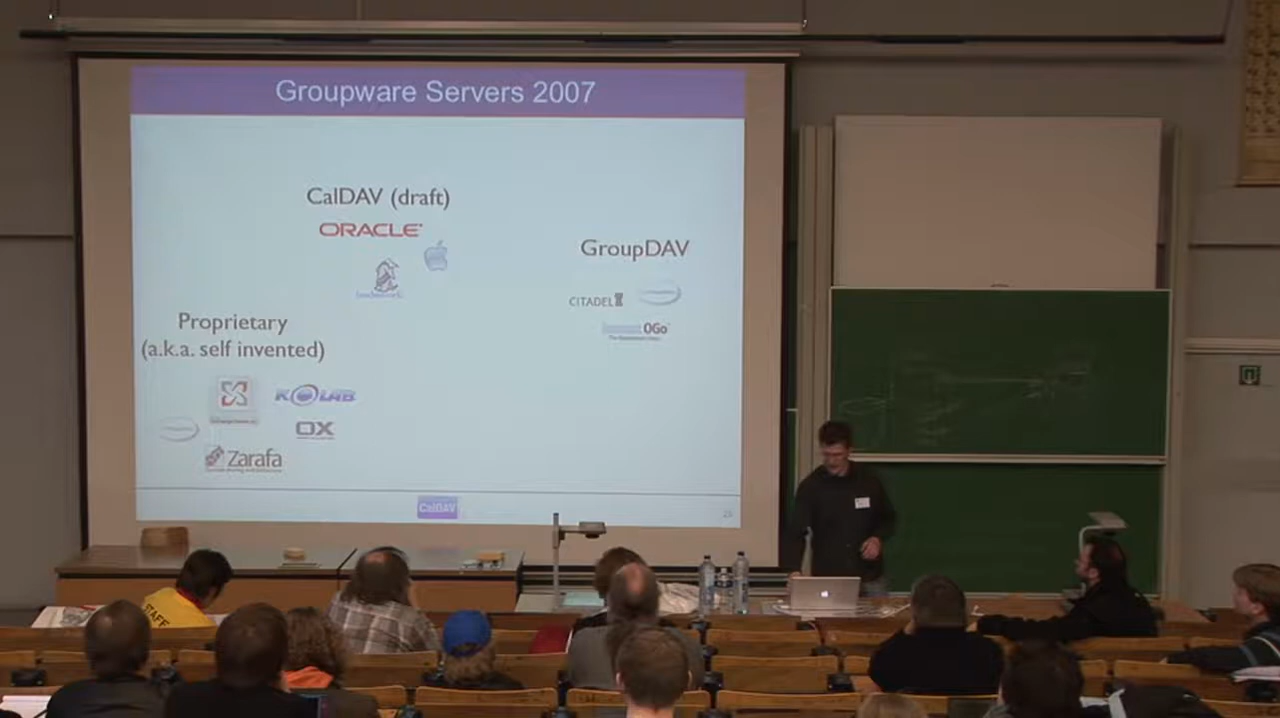 Groupware Servers 2007
CalDAV (draft)
ORACLE
GroupDAV
CITADEL
OGo
Proprietary
(a.k.a. self invented)
KOLAB
OX
Zarafa
CalDAV
STAFF